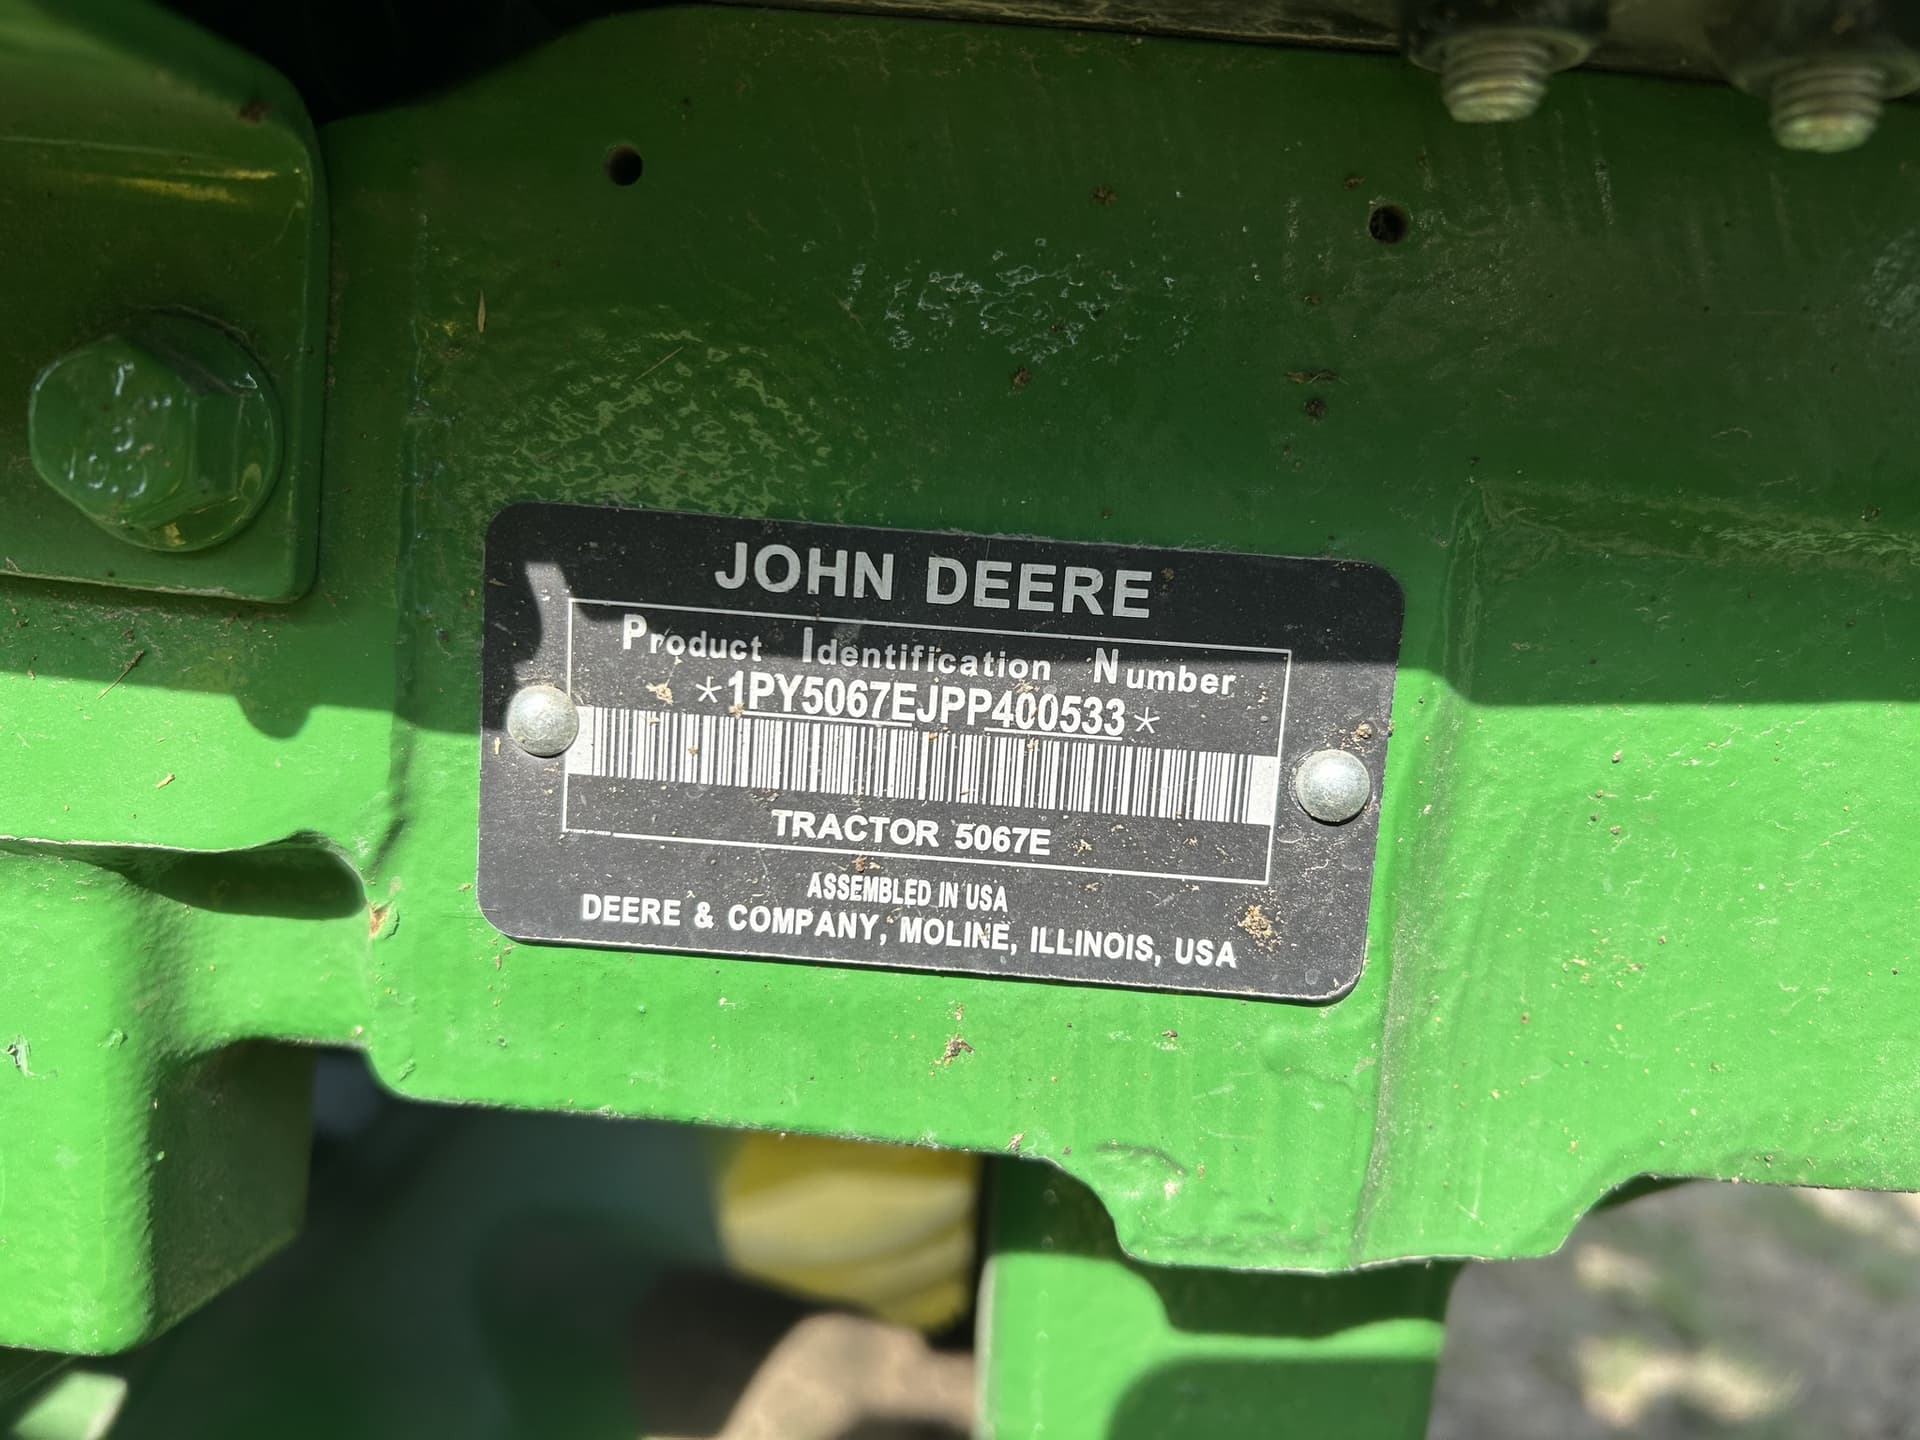 JOHN DEERE
Product Identification Number
*1PY5067EJPP400533*
TRACTOR 5067E
ASSEMBLED IN USA
DEERE & COMPANY, MOLINE, ILLINOIS, USA